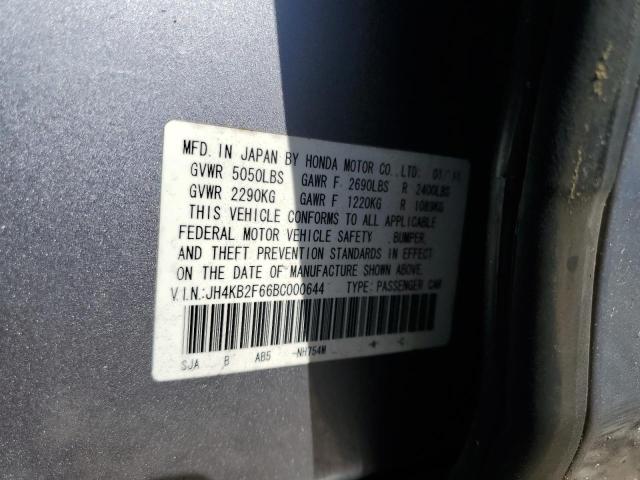 MFD. IN JAPAN BY HONDA MOTOR CO., LTD.
GVWR 5050LBS GAWR F 2690LBS R 2400LBS
GVWR 2290KG GAWR F 1220KG R 1089KG
THIS VEHICLE CONFORMS TO ALL APPLICABLE
FEDERAL MOTOR VEHICLE SAFETY , BUMPER,
AND THEFT PREVENTION STANDARDS IN EFFECT
ON THE DATE OF MANUFACTURE SHOWN ABOVE.
V.I.N.:JH4KB2F66BC000644 TYPE:PASSENGER CAR
SJA B AB5 -NH754M -*- -C